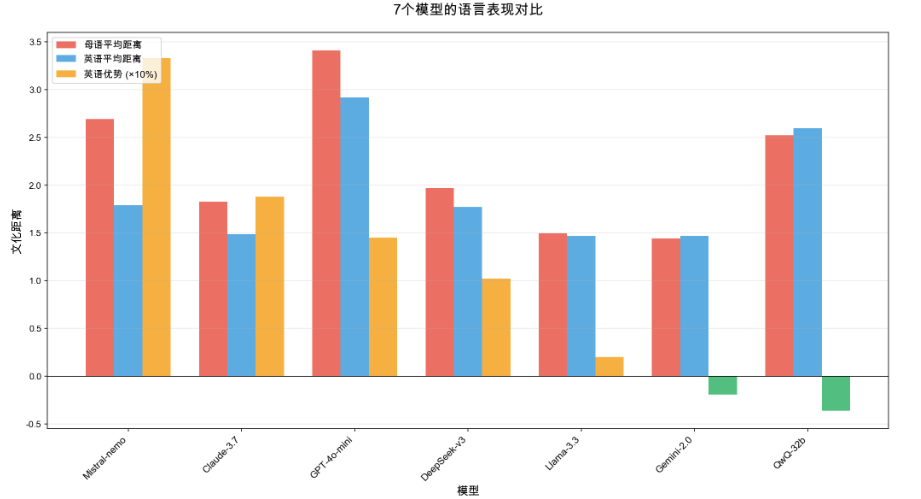 7个模型的语言表现对比
母语平均距离
英语平均距离
英语优势 (×10%)
文化距离
3.5
3.0
2.5
2.0
1.5
1.0
0.5
0.0
-0.5
Mistral-nemo
Claude-3.7
GPT-4o-mini
DeepSeek-v3
Llama-3.3
Gemini-2.0
QwQ-32b
模型